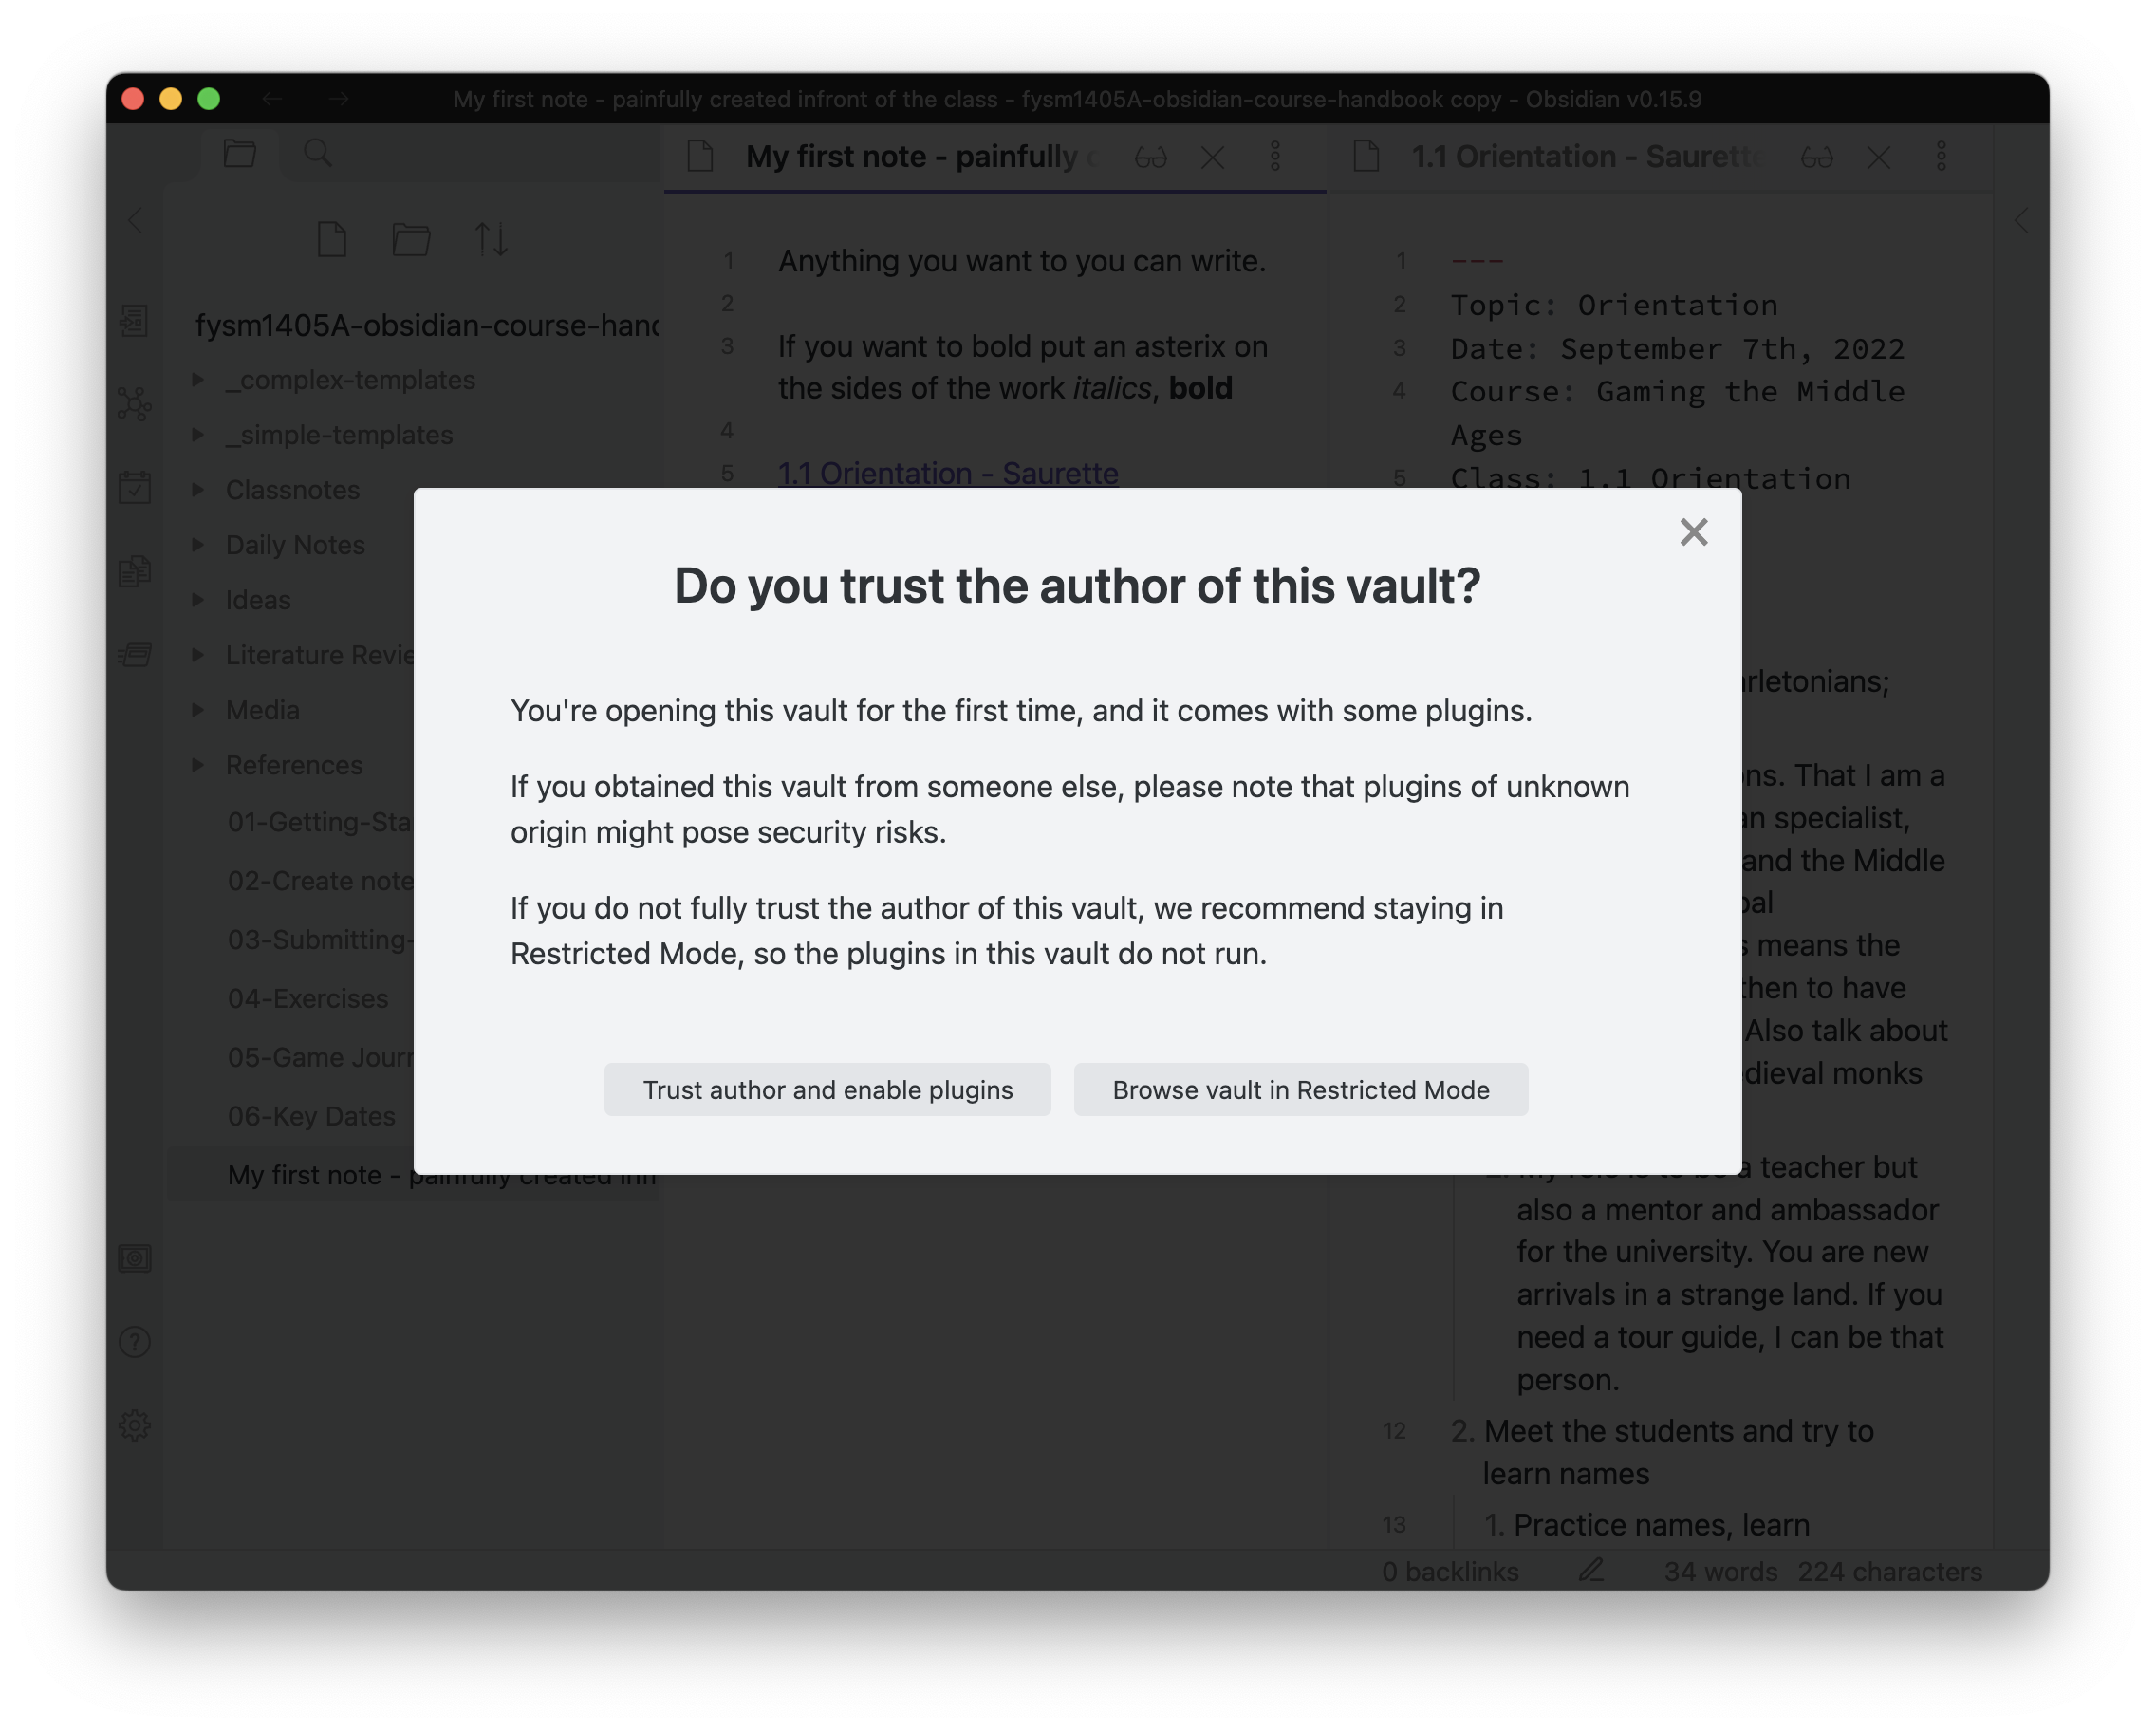 My first note - painfully created infront of the class - fysm1405A-obsidian-course-handbook copy - Obsidian v0.15.9
fysm1405A-obsidian-course-hand
_complex-templates
_simple-templates
Classnotes
Daily Notes
Ideas
Literature Revie
Media
References
01-Getting-Sta
02-Create note
03-Submitting-
04-Exercises
05-Game Journ
06-Key Dates
My first note - painfully created inf
My first note - painfully
1 Anything you want to you can write.
2
3 If you want to bold put an asterix on
the sides of the work italics, bold
4
5 1.1 Orientation - Saurette
1.1 Orientation - Saurette
1 ---
2 Topic: Orientation
3 Date: September 7th, 2022
4 Course: Gaming the Middle
Ages
5 Class: 1.1 Orientation
rletonians;
ns. That I am a
n specialist,
and the Middle
s means the
then to have
Also talk about
dieval monks
2. My role is to be a teacher but
also a mentor and ambassador
for the university. You are new
arrivals in a strange land. If you
need a tour guide, I can be that
person.
12 2. Meet the students and try to
learn names
13 1. Practice names, learn
Do you trust the author of this vault?
You're opening this vault for the first time, and it comes with some plugins.
If you obtained this vault from someone else, please note that plugins of unknown
origin might pose security risks.
If you do not fully trust the author of this vault, we recommend staying in
Restricted Mode, so the plugins in this vault do not run.
Trust author and enable plugins
Browse vault in Restricted Mode
0 backlinks 34 words 224 characters